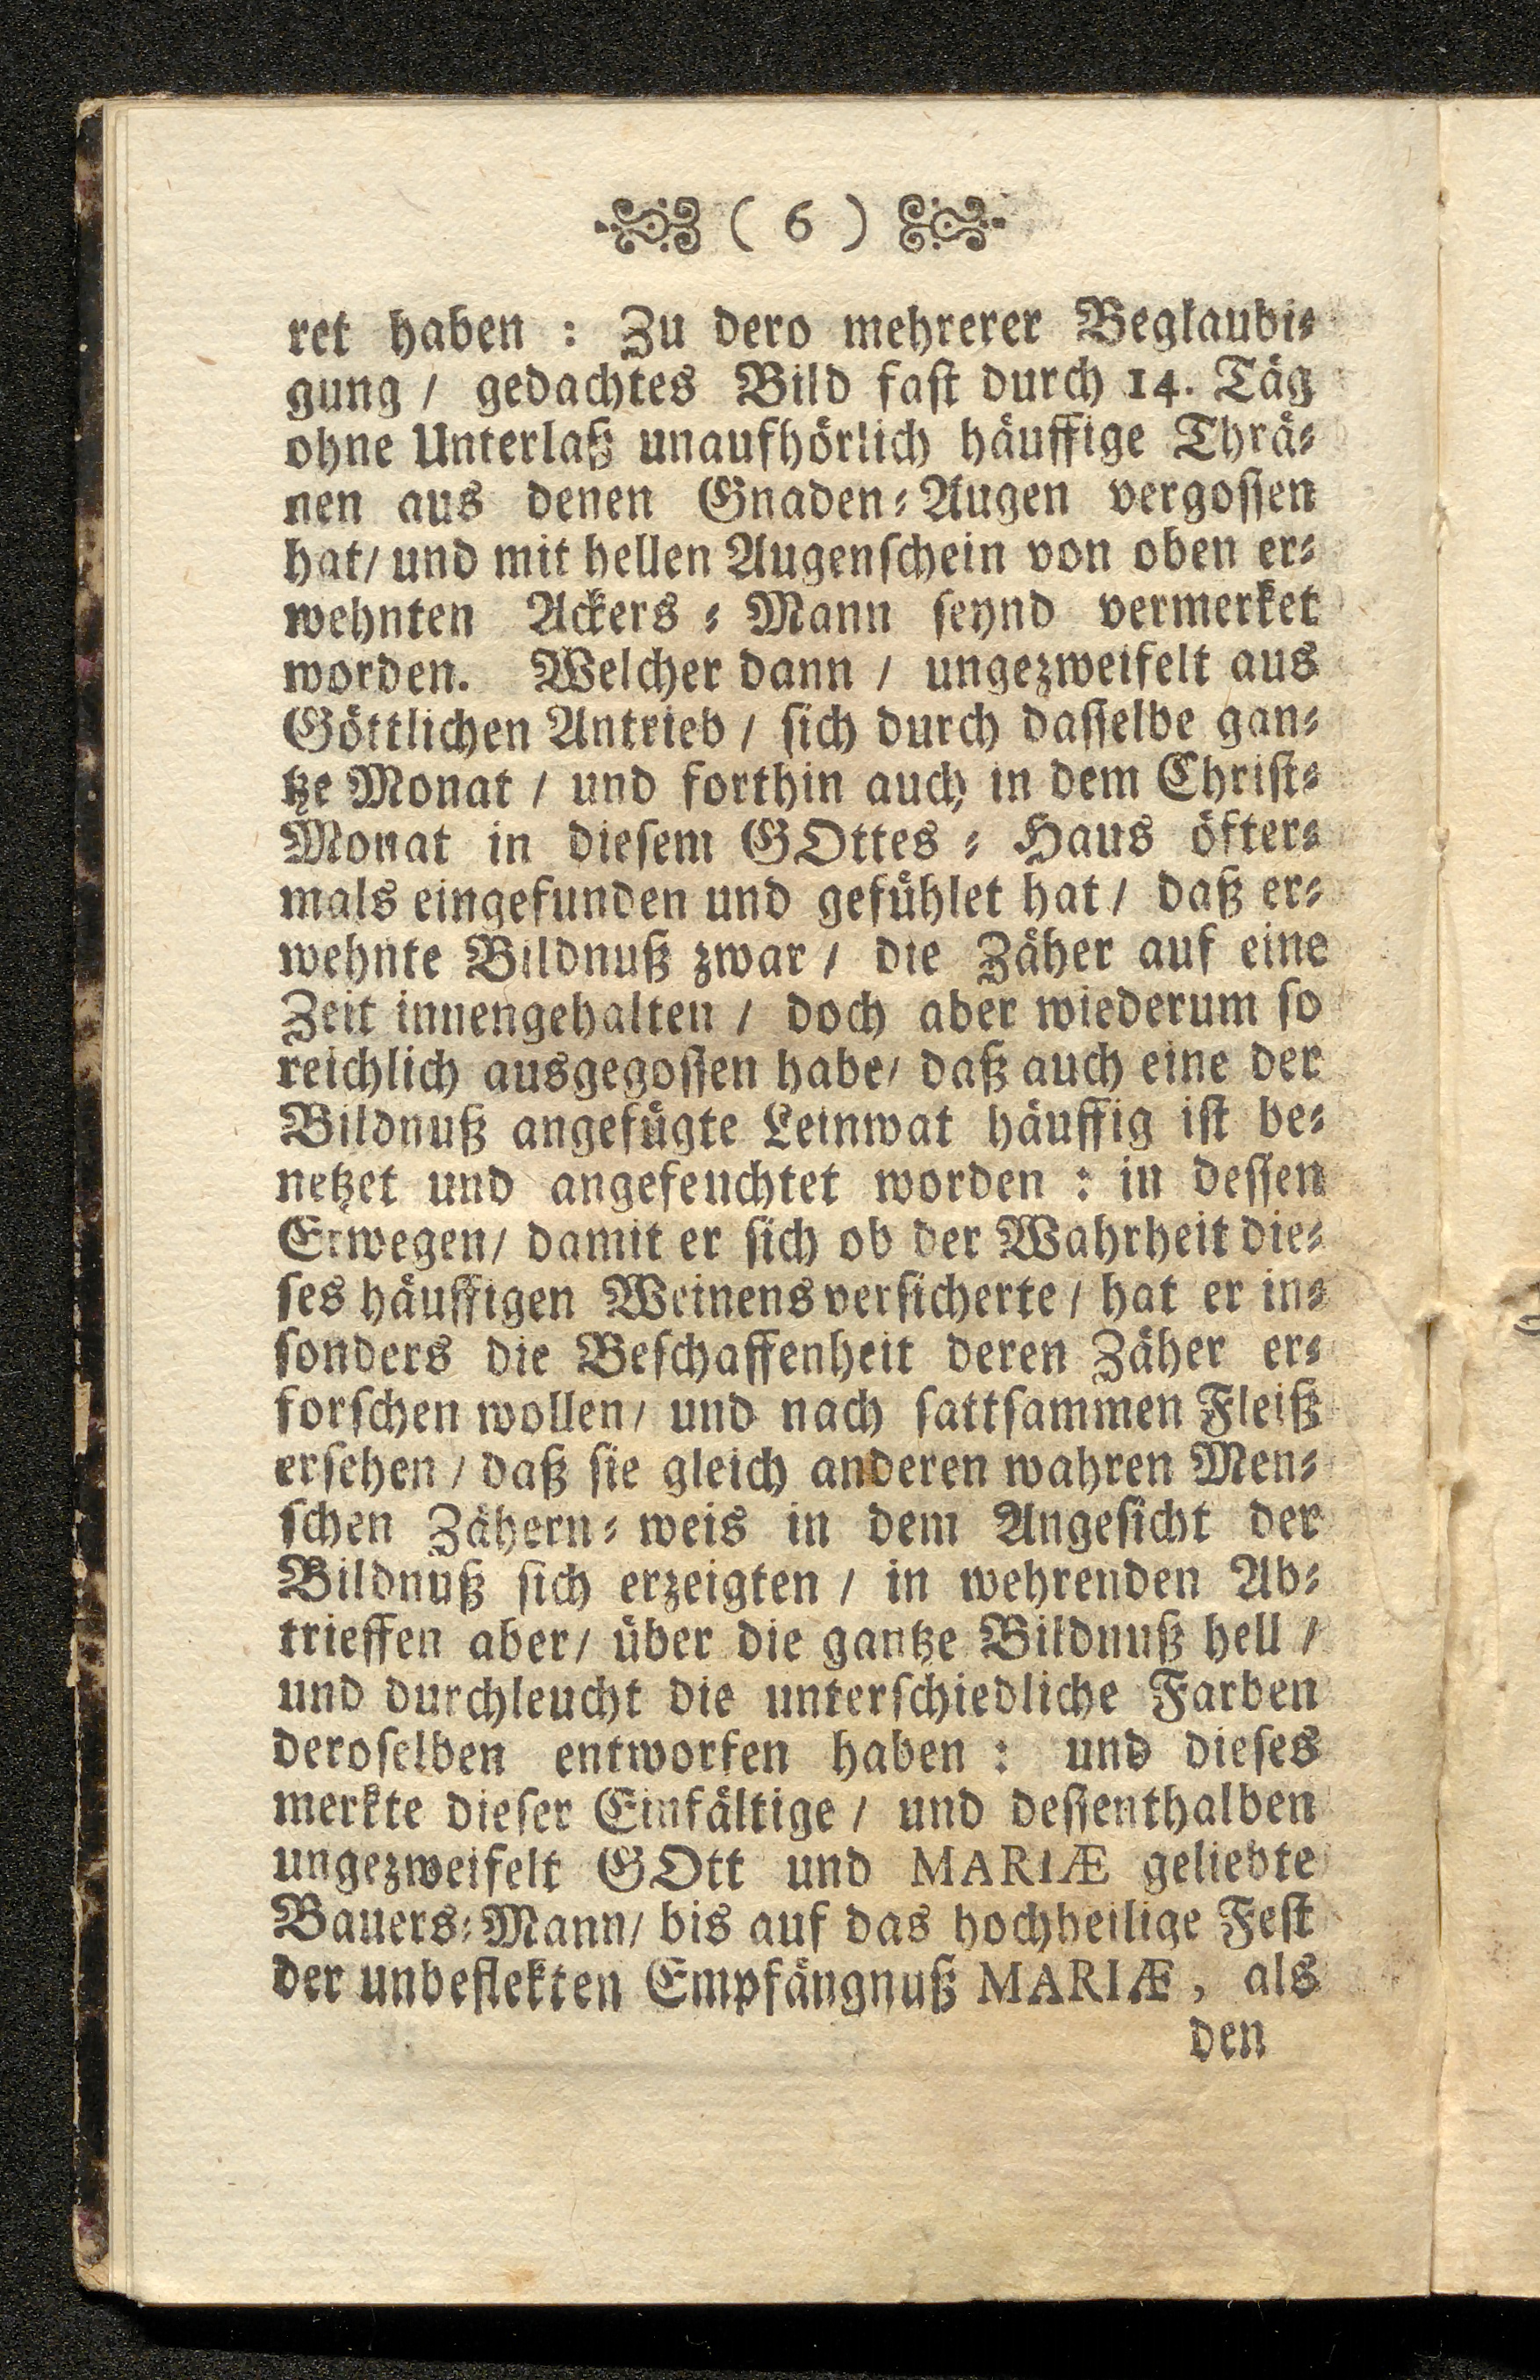 ( 6 )
ret haben : Zu dero mehrerer Beglaubi⸗
gung / gedachtes Bild fast durch 14. Täg
ohne Unterlaß unaufhörlich häuffige Thrä⸗
nen aus denen Gnaden⸗Augen vergossen
hat/ und mit hellen Augenschein von oben er⸗
wehnten Ackers ⸗ Mann seynd vermerket
worden. Welcher dann / ungezweifelt aus
Göttlichen Antrieb / sich durch dasselbe gan⸗
tze Monat / und forthin auch in dem Christ⸗
Monat in diesem GOttes ⸗ Haus öfter⸗
mals eingefunden und gefühlet hat / daß er⸗
wehnte Bildnuß zwar / die Zäher auf eine
Zeit innengehalten / doch aber wiederum so
reichlich ausgegossen habe/ daß auch eine der
Bildnuß angefügte Leinwat häuffig ist be⸗
netzet und angefeuchtet worden : in dessen
Erwegen/ damit er sich ob der Wahrheit die⸗
ses häuffigen Weinens versicherte / hat er in⸗
sonders die Beschaffenheit deren Zäher er⸗
forschen wollen/ und nach sattsammen Fleiß
ersehen / daß sie gleich anderen wahren Men⸗
schen Zähern⸗ weis in dem Angesicht der
Bildnuß sich erzeigten / in wehrenden Ab⸗
trieffen aber/ über die gantze Bildnuß hell /
und durchleucht die unterschiedliche Farben
deroselben entworfen haben : und dieses
merkte dieser Einfältige / und dessenthalben
ungezweifelt GOtt und MARIÆ geliebte
Bauers⸗Mann/ bis auf das hochheilige Fest
der unbeflekten Empfängnuß MARIÆ, als
den